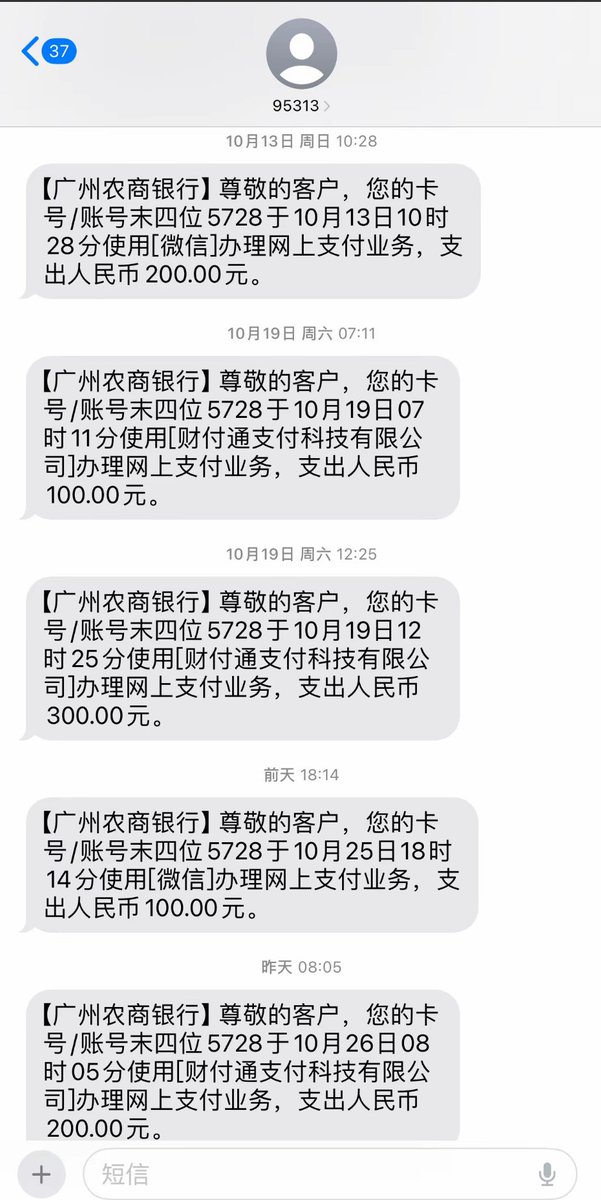 37
95313
10月13日 周日 10:28
【广州农商银行】尊敬的客户，您的卡
号/账号末四位5728于10月13日10时
28分使用[微信]办理网上支付业务，支
出人民币200.00元。
10月19日 周六 07:11
【广州农商银行】尊敬的客户，您的卡
号/账号末四位5728于10月19日07
时11分使用[财付通支付科技有限公
司]办理网上支付业务，支出人民币
100.00元。
10月19日 周六 12:25
【广州农商银行】尊敬的客户，您的卡
号/账号末四位5728于10月19日12
时25分使用[财付通支付科技有限公
司]办理网上支付业务，支出人民币
300.00元。
前天 18:14
【广州农商银行】尊敬的客户，您的卡
号/账号末四位5728于10月25日18时
14分使用[微信]办理网上支付业务，支
出人民币100.00元。
昨天 08:05
【广州农商银行】尊敬的客户，您的卡
号/账号末四位5728于10月26日08
时05分使用[财付通支付科技有限公
司]办理网上支付业务，支出人民币
200.00元。
短信